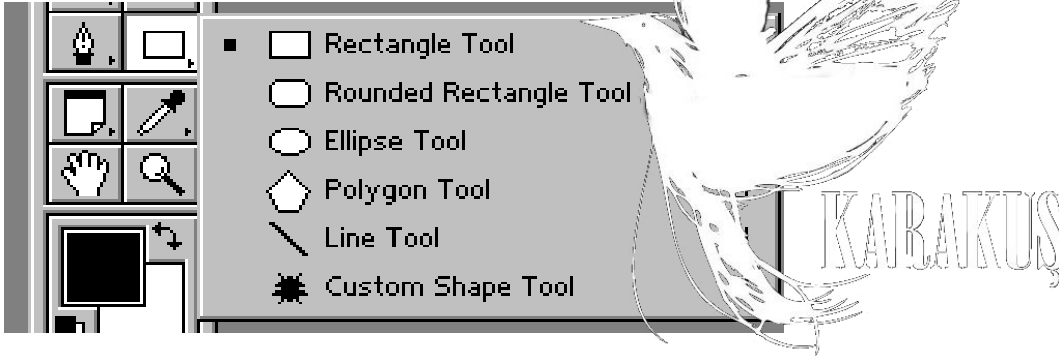 Rectangle Tool
Rounded Rectangle Tool
Ellipse Tool
Polygon Tool
Line Tool
Custom Shape Tool
KARAKUŞ